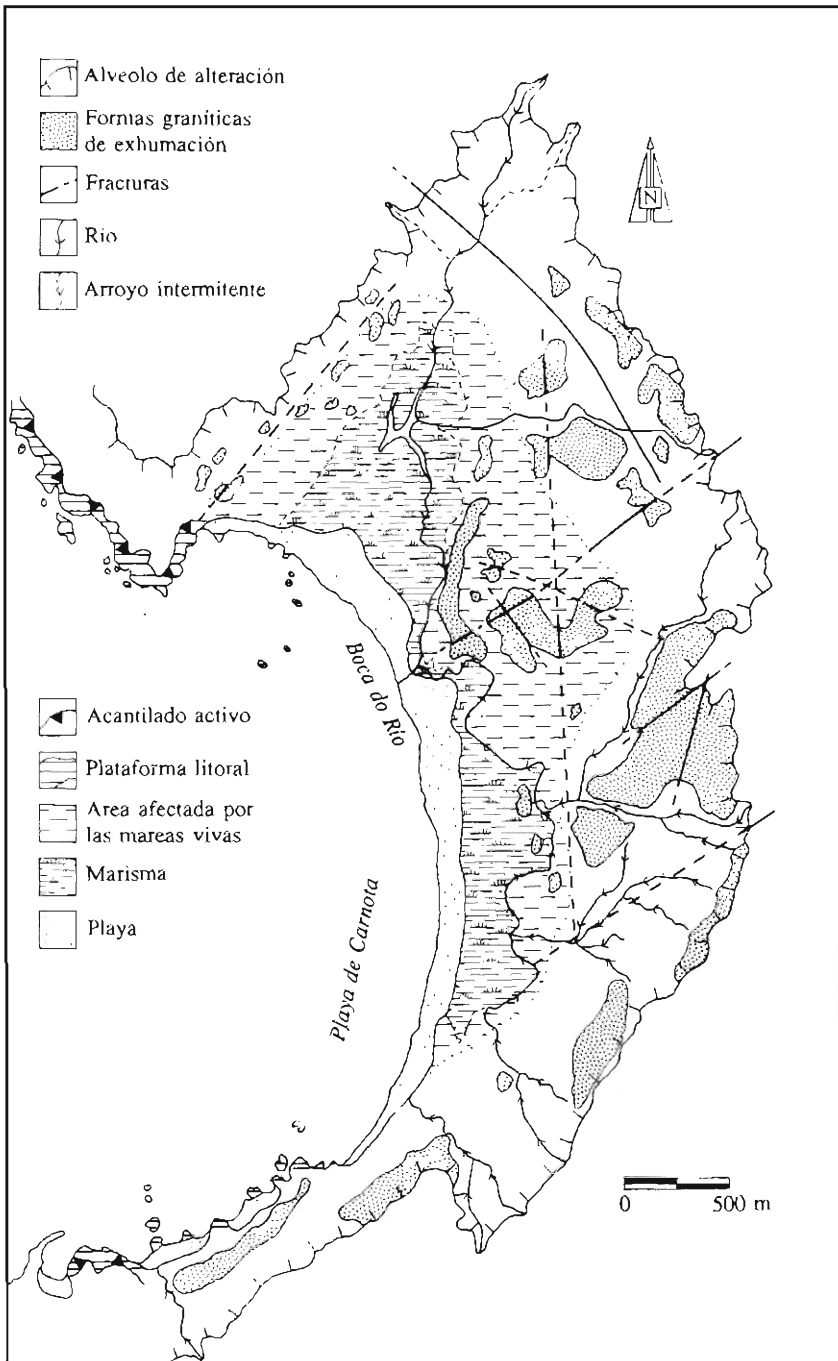 Alveolo de alteración
Formas graníticas
de exhumación
Fracturas
Río
Arroyo intermitente
N
Boca do Río
Acantilado activo
Plataforma litoral
Area afectada por
las mareas vivas
Marisma
Playa
Playa de Carnota
0 500 m